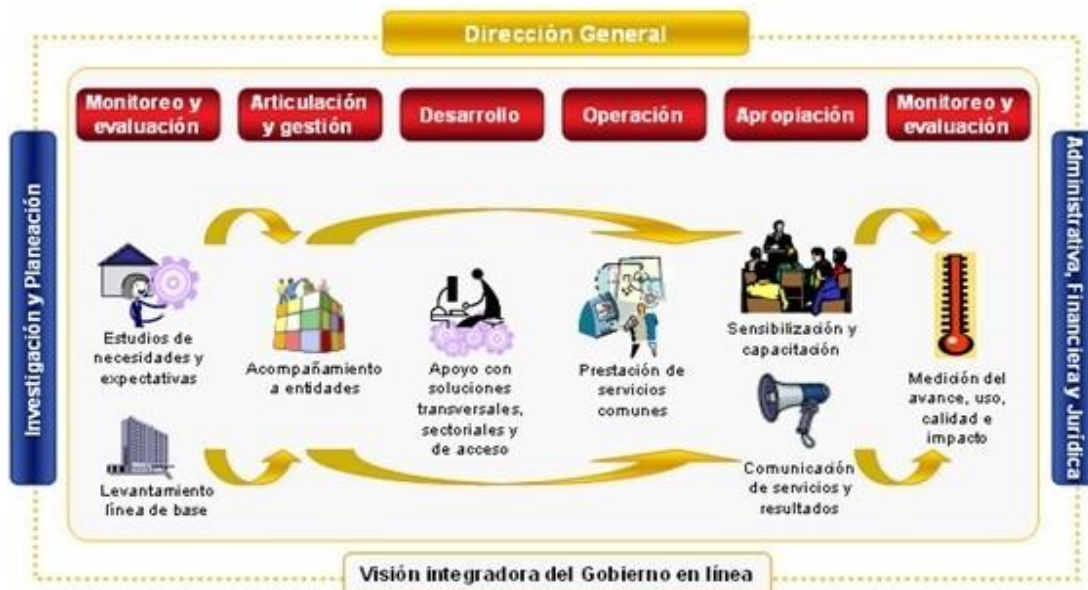 Dirección General
Monitoreo y
evaluación
Articulación
y gestión
Desarrollo
Operación
Apropiación
Monitoreo y
evaluación
Investigación y Planeación
Administrativa, Financiera y Jurídica
Estudios de
necesidades y
expectativas
Levantamiento
línea de base
Acompañamiento
a entidades
Apoyo con
soluciones
transversales,
sectoriales y
de acceso
Prestación de
servicios
comunes
Sensibilización y
capacitación
Comunicación
de servicios y
resultados
Medición del
avance, uso,
calidad e
impacto
Visión integradora del Gobierno en línea